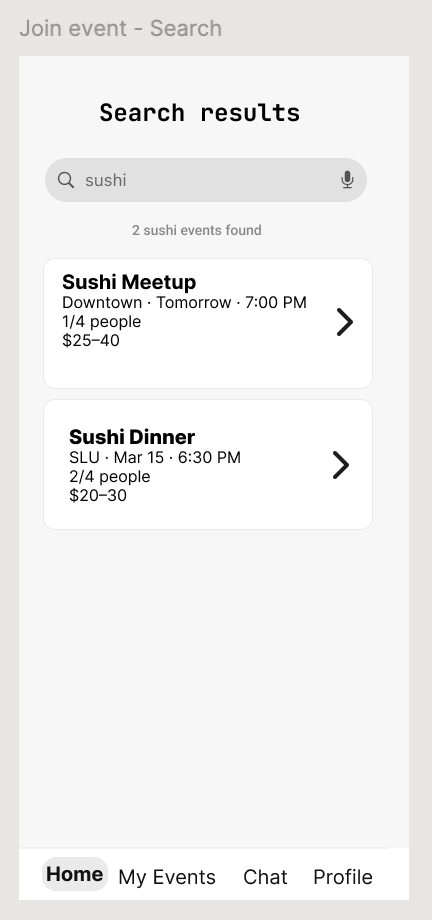 Join event - Search
Search results
sushi
2 sushi events found
Sushi Meetup
Downtown · Tomorrow · 7:00 PM
1/4 people
$25–40
Sushi Dinner
SLU · Mar 15 · 6:30 PM
2/4 people
$20–30
Home My Events Chat Profile